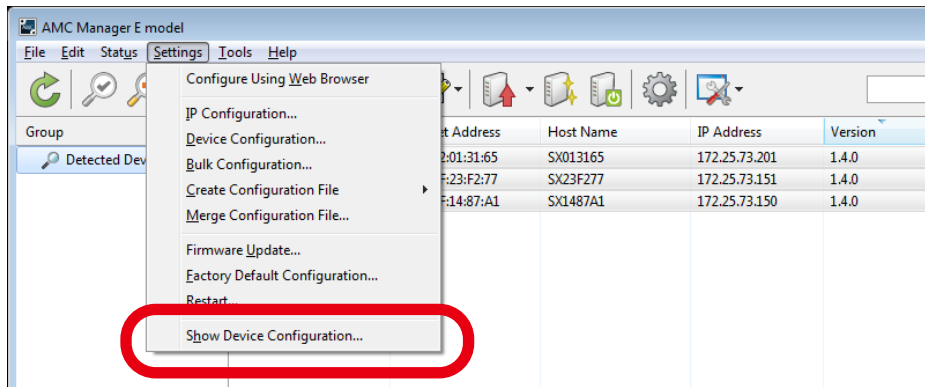 AMC Manager E model
File Edit Status Settings Tools Help
Configure Using Web Browser
IP Configuration...
Device Configuration...
Bulk Configuration...
Create Configuration File
Merge Configuration File...
Firmware Update...
Factory Default Configuration...
Restart...
Show Device Configuration...
Group Address Host Name IP Address Version
Detected Dev 2:01:31:65 SX013165 172.25.73.201 1.4.0
F:23:F2:77 SX23F277 172.25.73.151 1.4.0
F:14:87:A1 SX1487A1 172.25.73.150 1.4.0